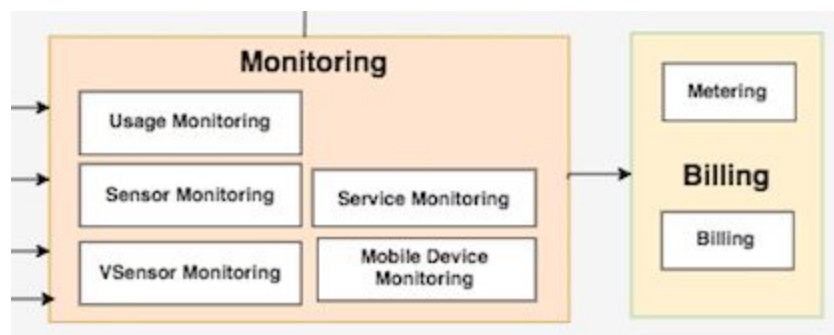 Monitoring
Usage Monitoring
Sensor Monitoring
Service Monitoring
VSensor Monitoring
Mobile Device
Monitoring
Metering
Billing
Billing